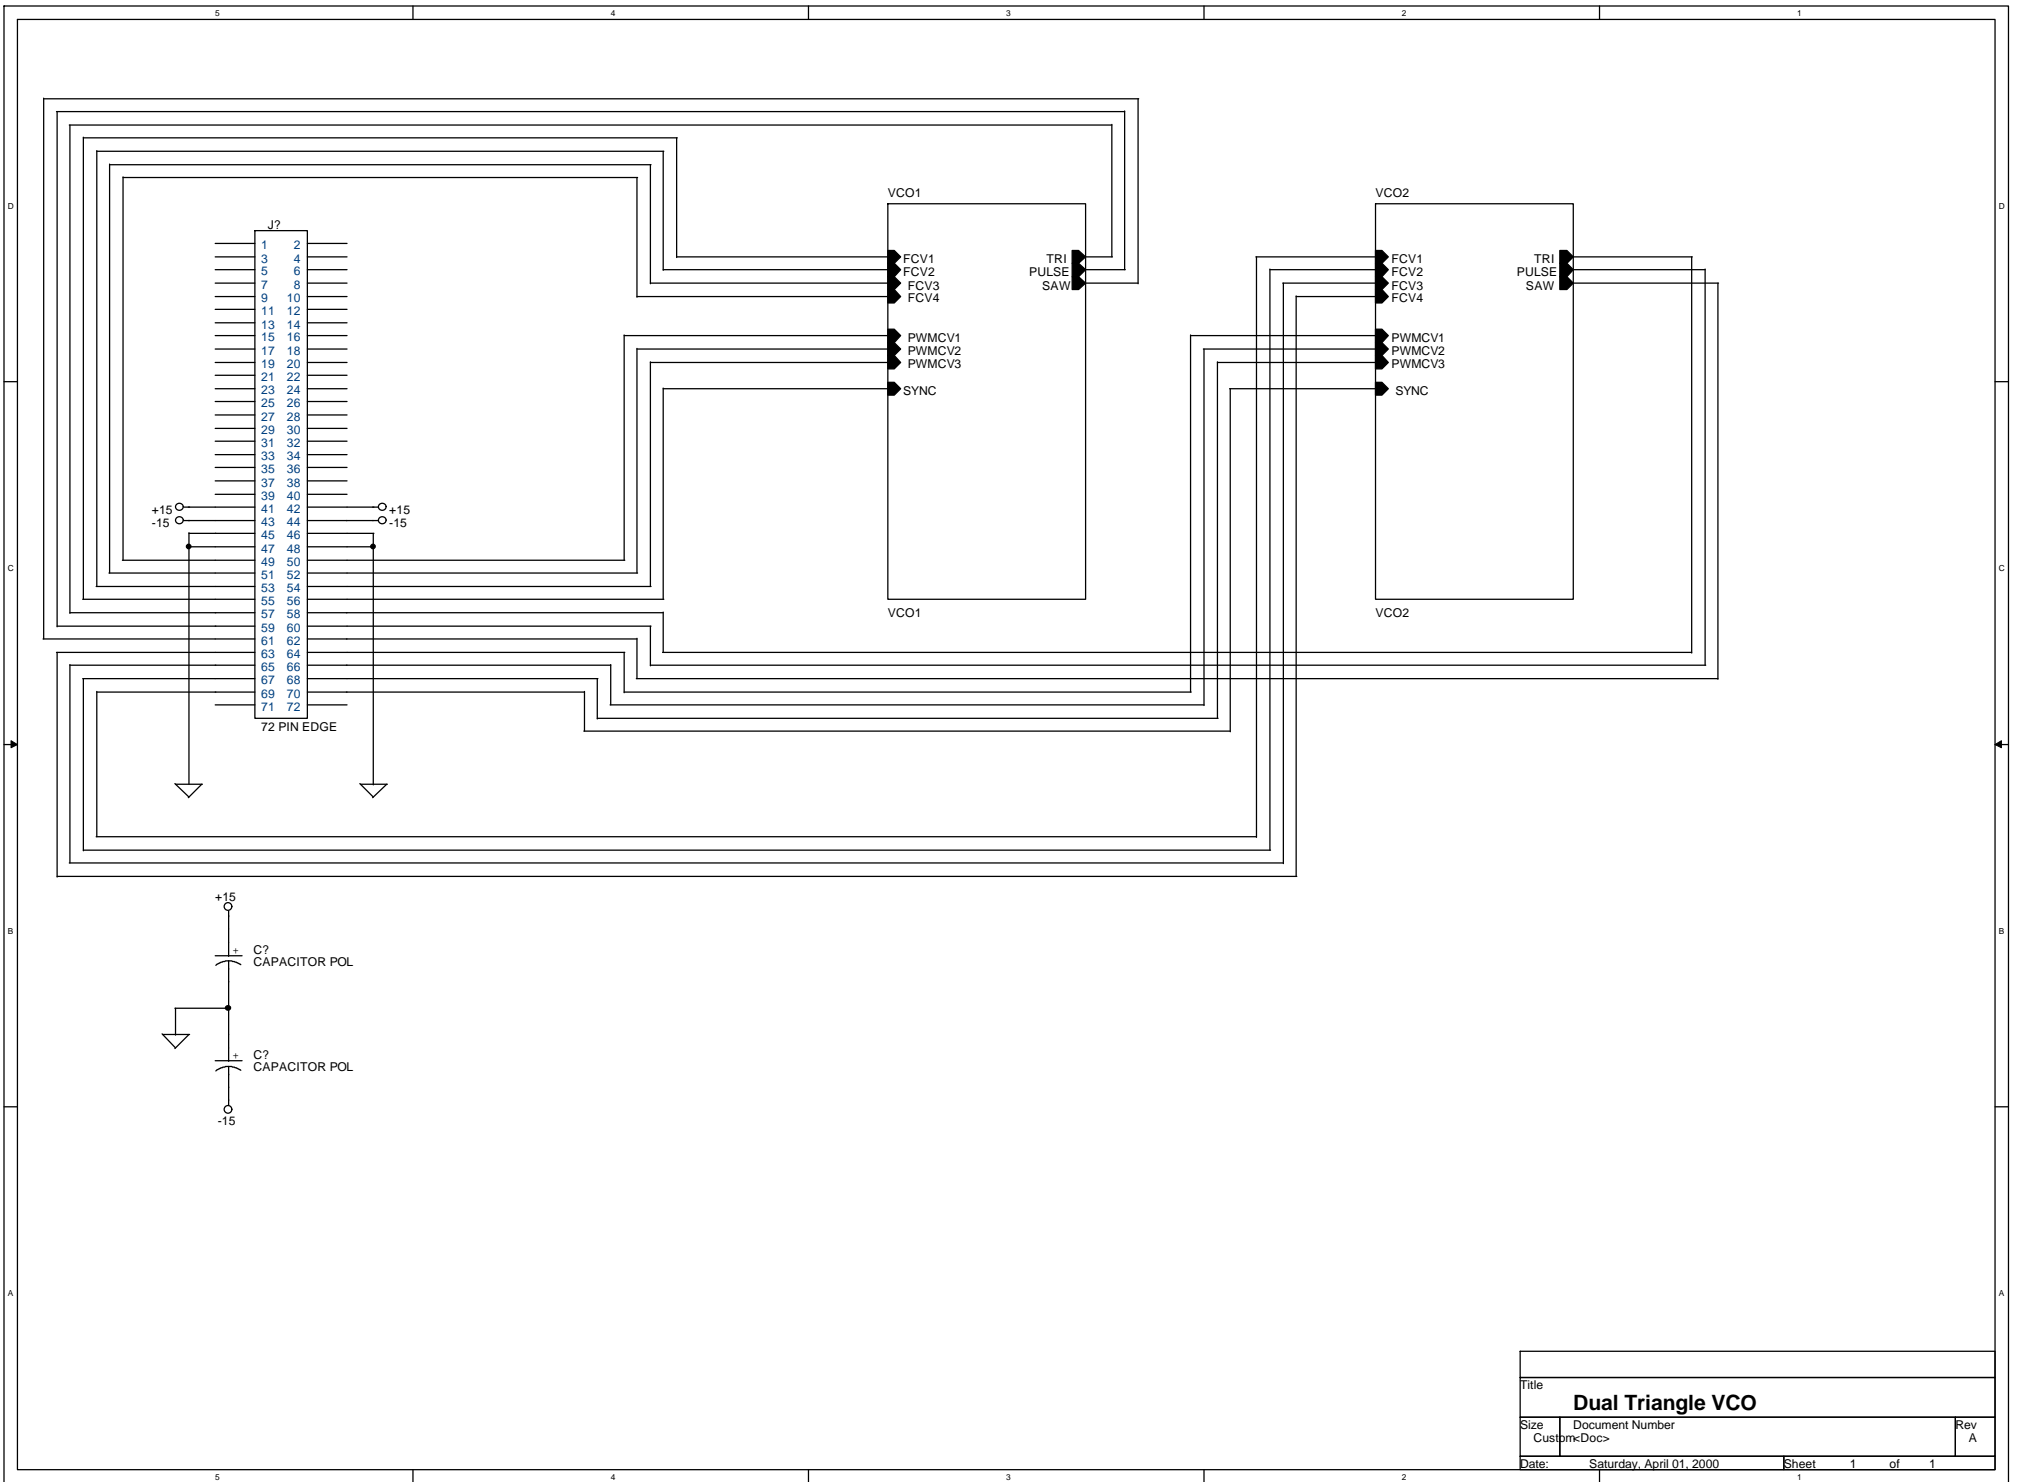 5 4 3 2 1
D D
C C
B B
A A
5 4 3 2 1
J?
1 2
3 4
5 6
7 8
9 10
11 12
13 14
15 16
17 18
19 20
21 22
23 24
25 26
27 28
29 30
31 32
33 34
35 36
37 38
39 40
41 42
43 44
45 46
47 48
49 50
51 52
53 54
55 56
57 58
59 60
61 62
63 64
65 66
67 68
69 70
71 72
72 PIN EDGE
+15
-15
+15
-15
VCO1
FCV1
FCV2
FCV3
FCV4
PWMCV1
PWMCV2
PWMCV3
SYNC
TRI
PULSE
SAW
VCO1
VCO2
FCV1
FCV2
FCV3
FCV4
PWMCV1
PWMCV2
PWMCV3
SYNC
TRI
PULSE
SAW
VCO2
+15
+ C?
CAPACITOR POL
+ C?
CAPACITOR POL
-15
Title
Dual Triangle VCO
Size Document Number Rev
Custom <Doc> A
Date: Saturday, April 01, 2000 Sheet 1 of 1